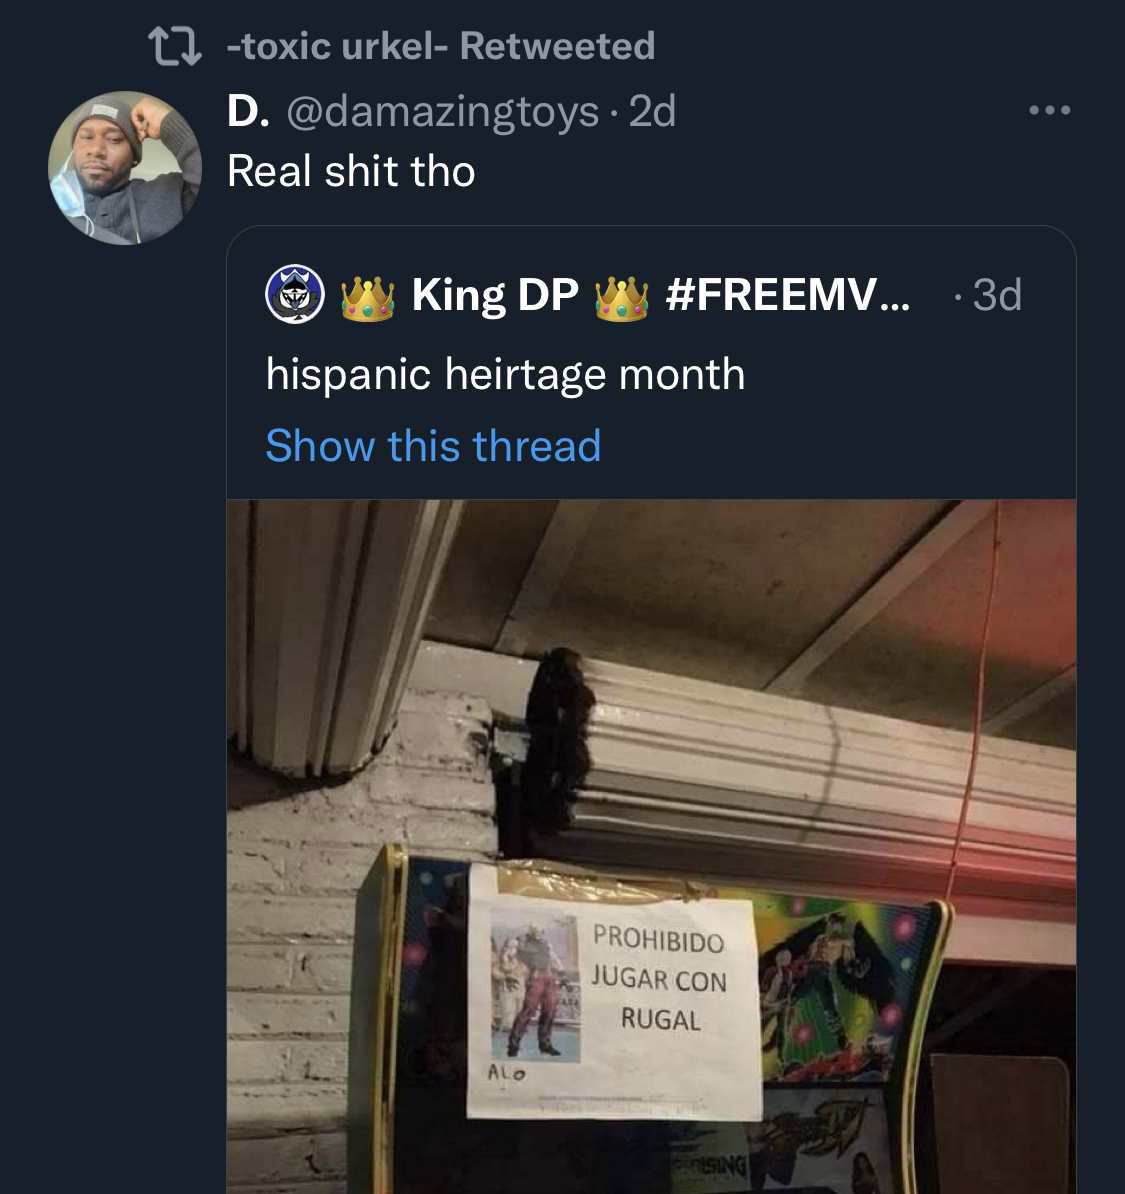 -toxic urkel- Retweeted
D. @damazingtoys · 2d
Real shit tho
👑 King DP 👑 #FREEMV... · 3d
hispanic heirtage month
Show this thread
PROHIBIDO
JUGAR CON
RUGAL
ALO